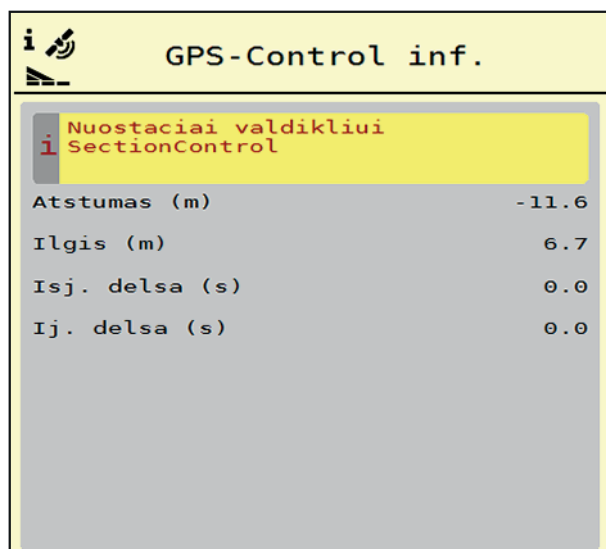 i
GPS-Control inf.
i
Nuostaciai valdikliui
SectionControl
Atstumas (m) -11.6
Ilgis (m) 6.7
Isj. delsa (s) 0.0
Ij. delsa (s) 0.0